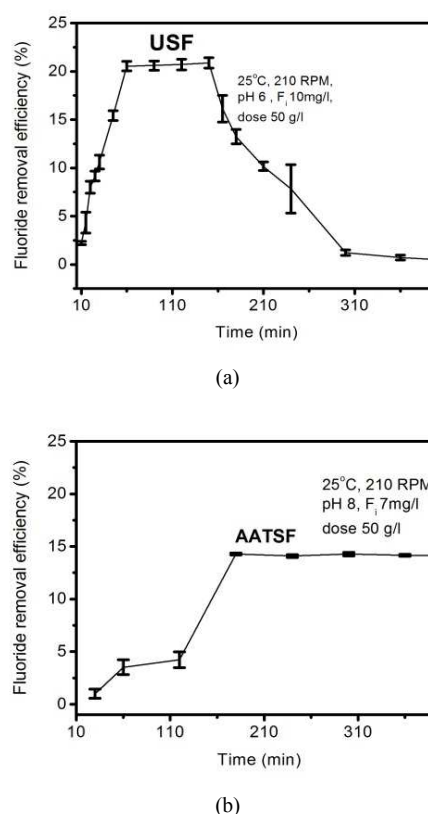 25
20
15
10
5
0
Fluoride removal efficiency (%)
USF
25°C, 210 RPM,
pH 6 , Fi 10mg/l,
dose 50 g/l
10 110 210 310
Time (min)
(a)
25
20
15
10
5
0
Fluoride removal efficiency (%)
25°C, 210 RPM
pH 8, Fi 7mg/l
dose 50 g/l
AATSF
10 110 210 310
Time (min)
(b)